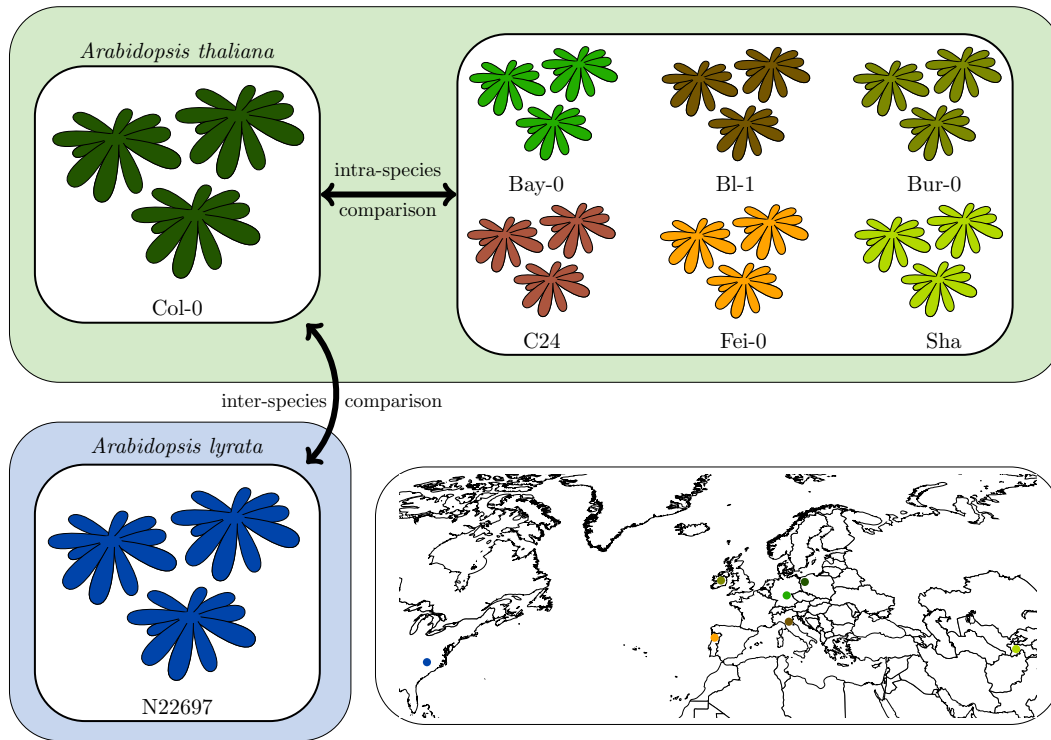 Arabidopsis thaliana
Col-0
intra-species
comparison
Bay-0
Bl-1
Bur-0
C24
Fei-0
Sha
inter-species comparison
Arabidopsis lyrata
N22697